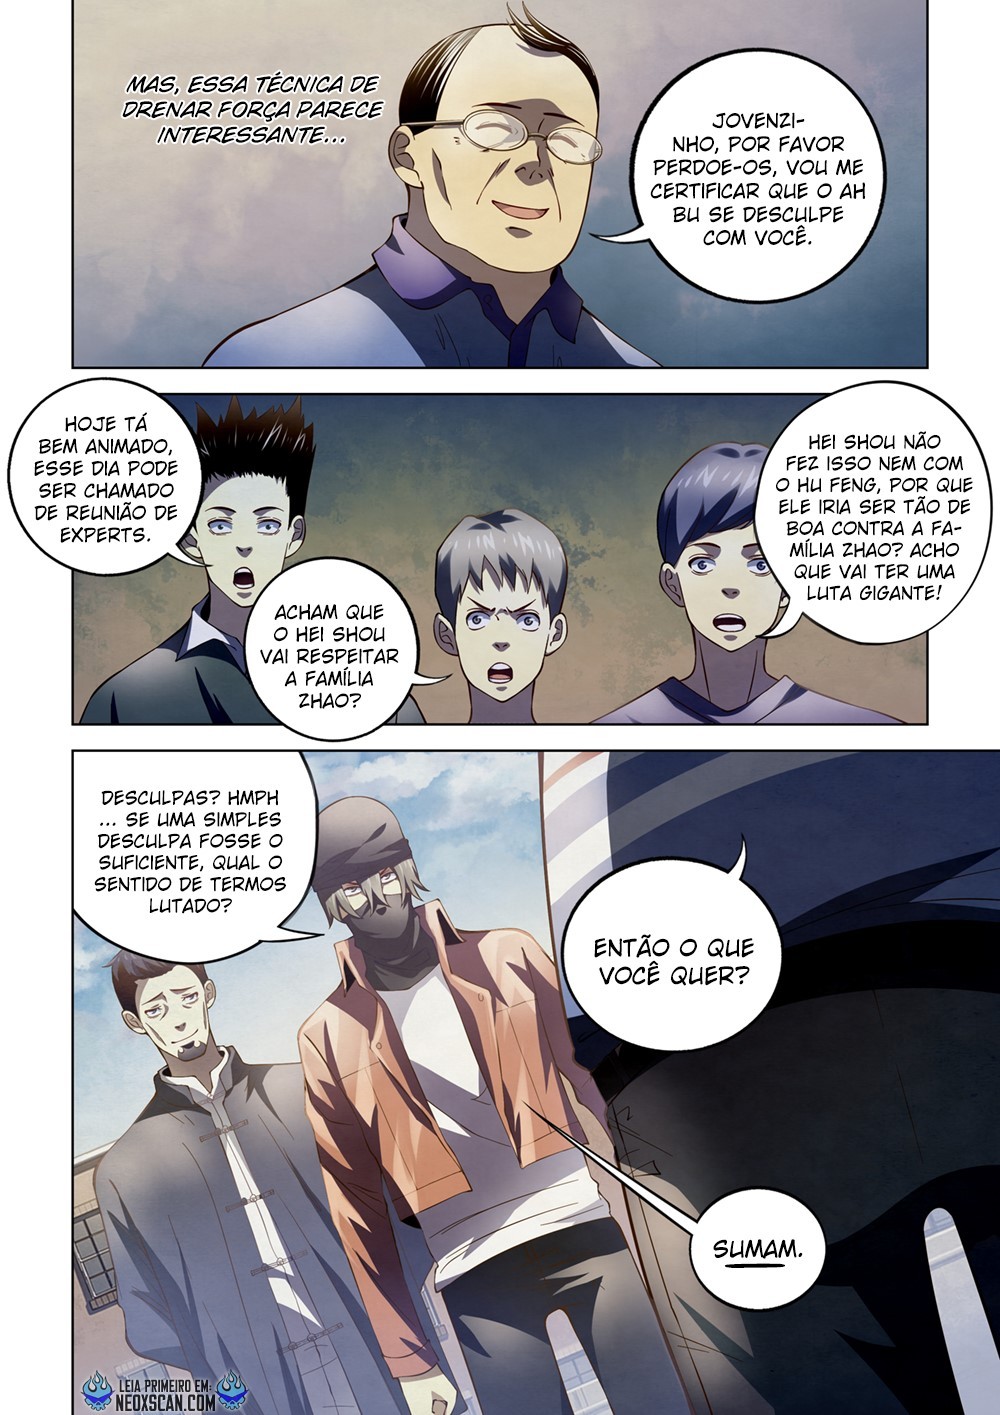 MAS, ESSA TÉCNICA DE
DRENAR FORÇA PARECE
INTERESSANTE...
JOVENZI-
NHO, POR FAVOR
PERDOE-OS, VOU ME
CERTIFICAR QUE O AH
BU SE DESCULPE
COM VOCÊ.
HOJE TÁ
BEM ANIMADO,
ESSE DIA PODE
SER CHAMADO
DE REUNIÃO DE
EXPERTS.
ACHAM QUE
O HEI SHOU
VAI RESPEITAR
A FAMÍLIA
ZHAO?
HEI SHOU NÃO
FEZ ISSO NEM COM
O HU FENG, POR QUE
ELE IRIA SER TÃO DE
BOA CONTRA A FA-
MÍLIA ZHAO? ACHO
QUE VAI TER UMA
LUTA GIGANTE!
DESCULPAS? HMPH
... SE UMA SIMPLES
DESCULPA FOSSE O
SUFICIENTE, QUAL O
SENTIDO DE TERMOS
LUTADO?
ENTÃO O QUE
VOCÊ QUER?
SUMAM.
LEIA PRIMEIRO EM:
NEOXSCAN.COM